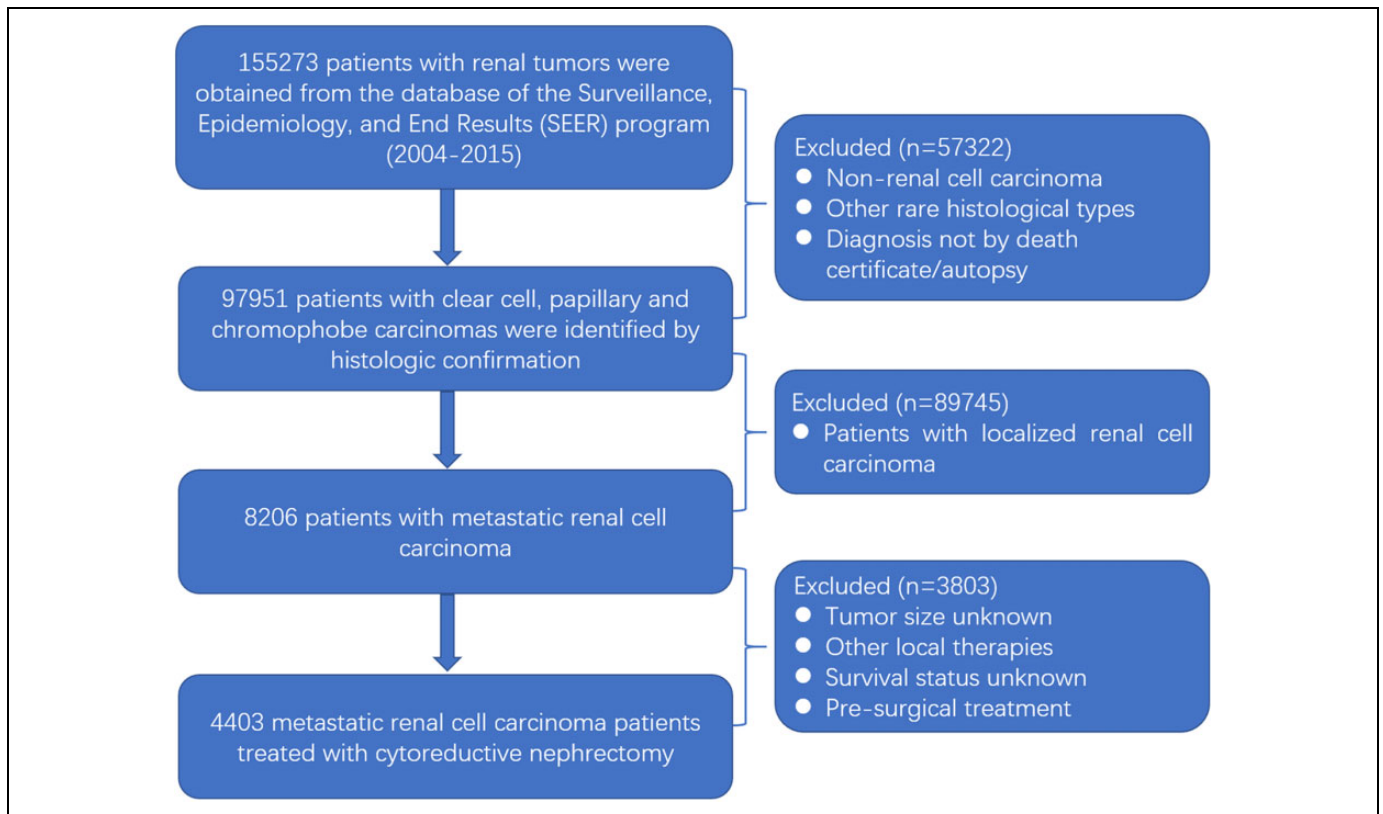 155273 patients with renal tumors were
obtained from the database of the Surveillance,
Epidemiology, and End Results (SEER) program
(2004-2015)
Excluded (n=57322)
● Non-renal cell carcinoma
● Other rare histological types
● Diagnosis not by death
certificate/autopsy
97951 patients with clear cell, papillary and
chromophobe carcinomas were identified by
histologic confirmation
Excluded (n=89745)
● Patients with localized renal cell
carcinoma
8206 patients with metastatic renal cell
carcinoma
Excluded (n=3803)
● Tumor size unknown
● Other local therapies
● Survival status unknown
● Pre-surgical treatment
4403 metastatic renal cell carcinoma patients
treated with cytoreductive nephrectomy